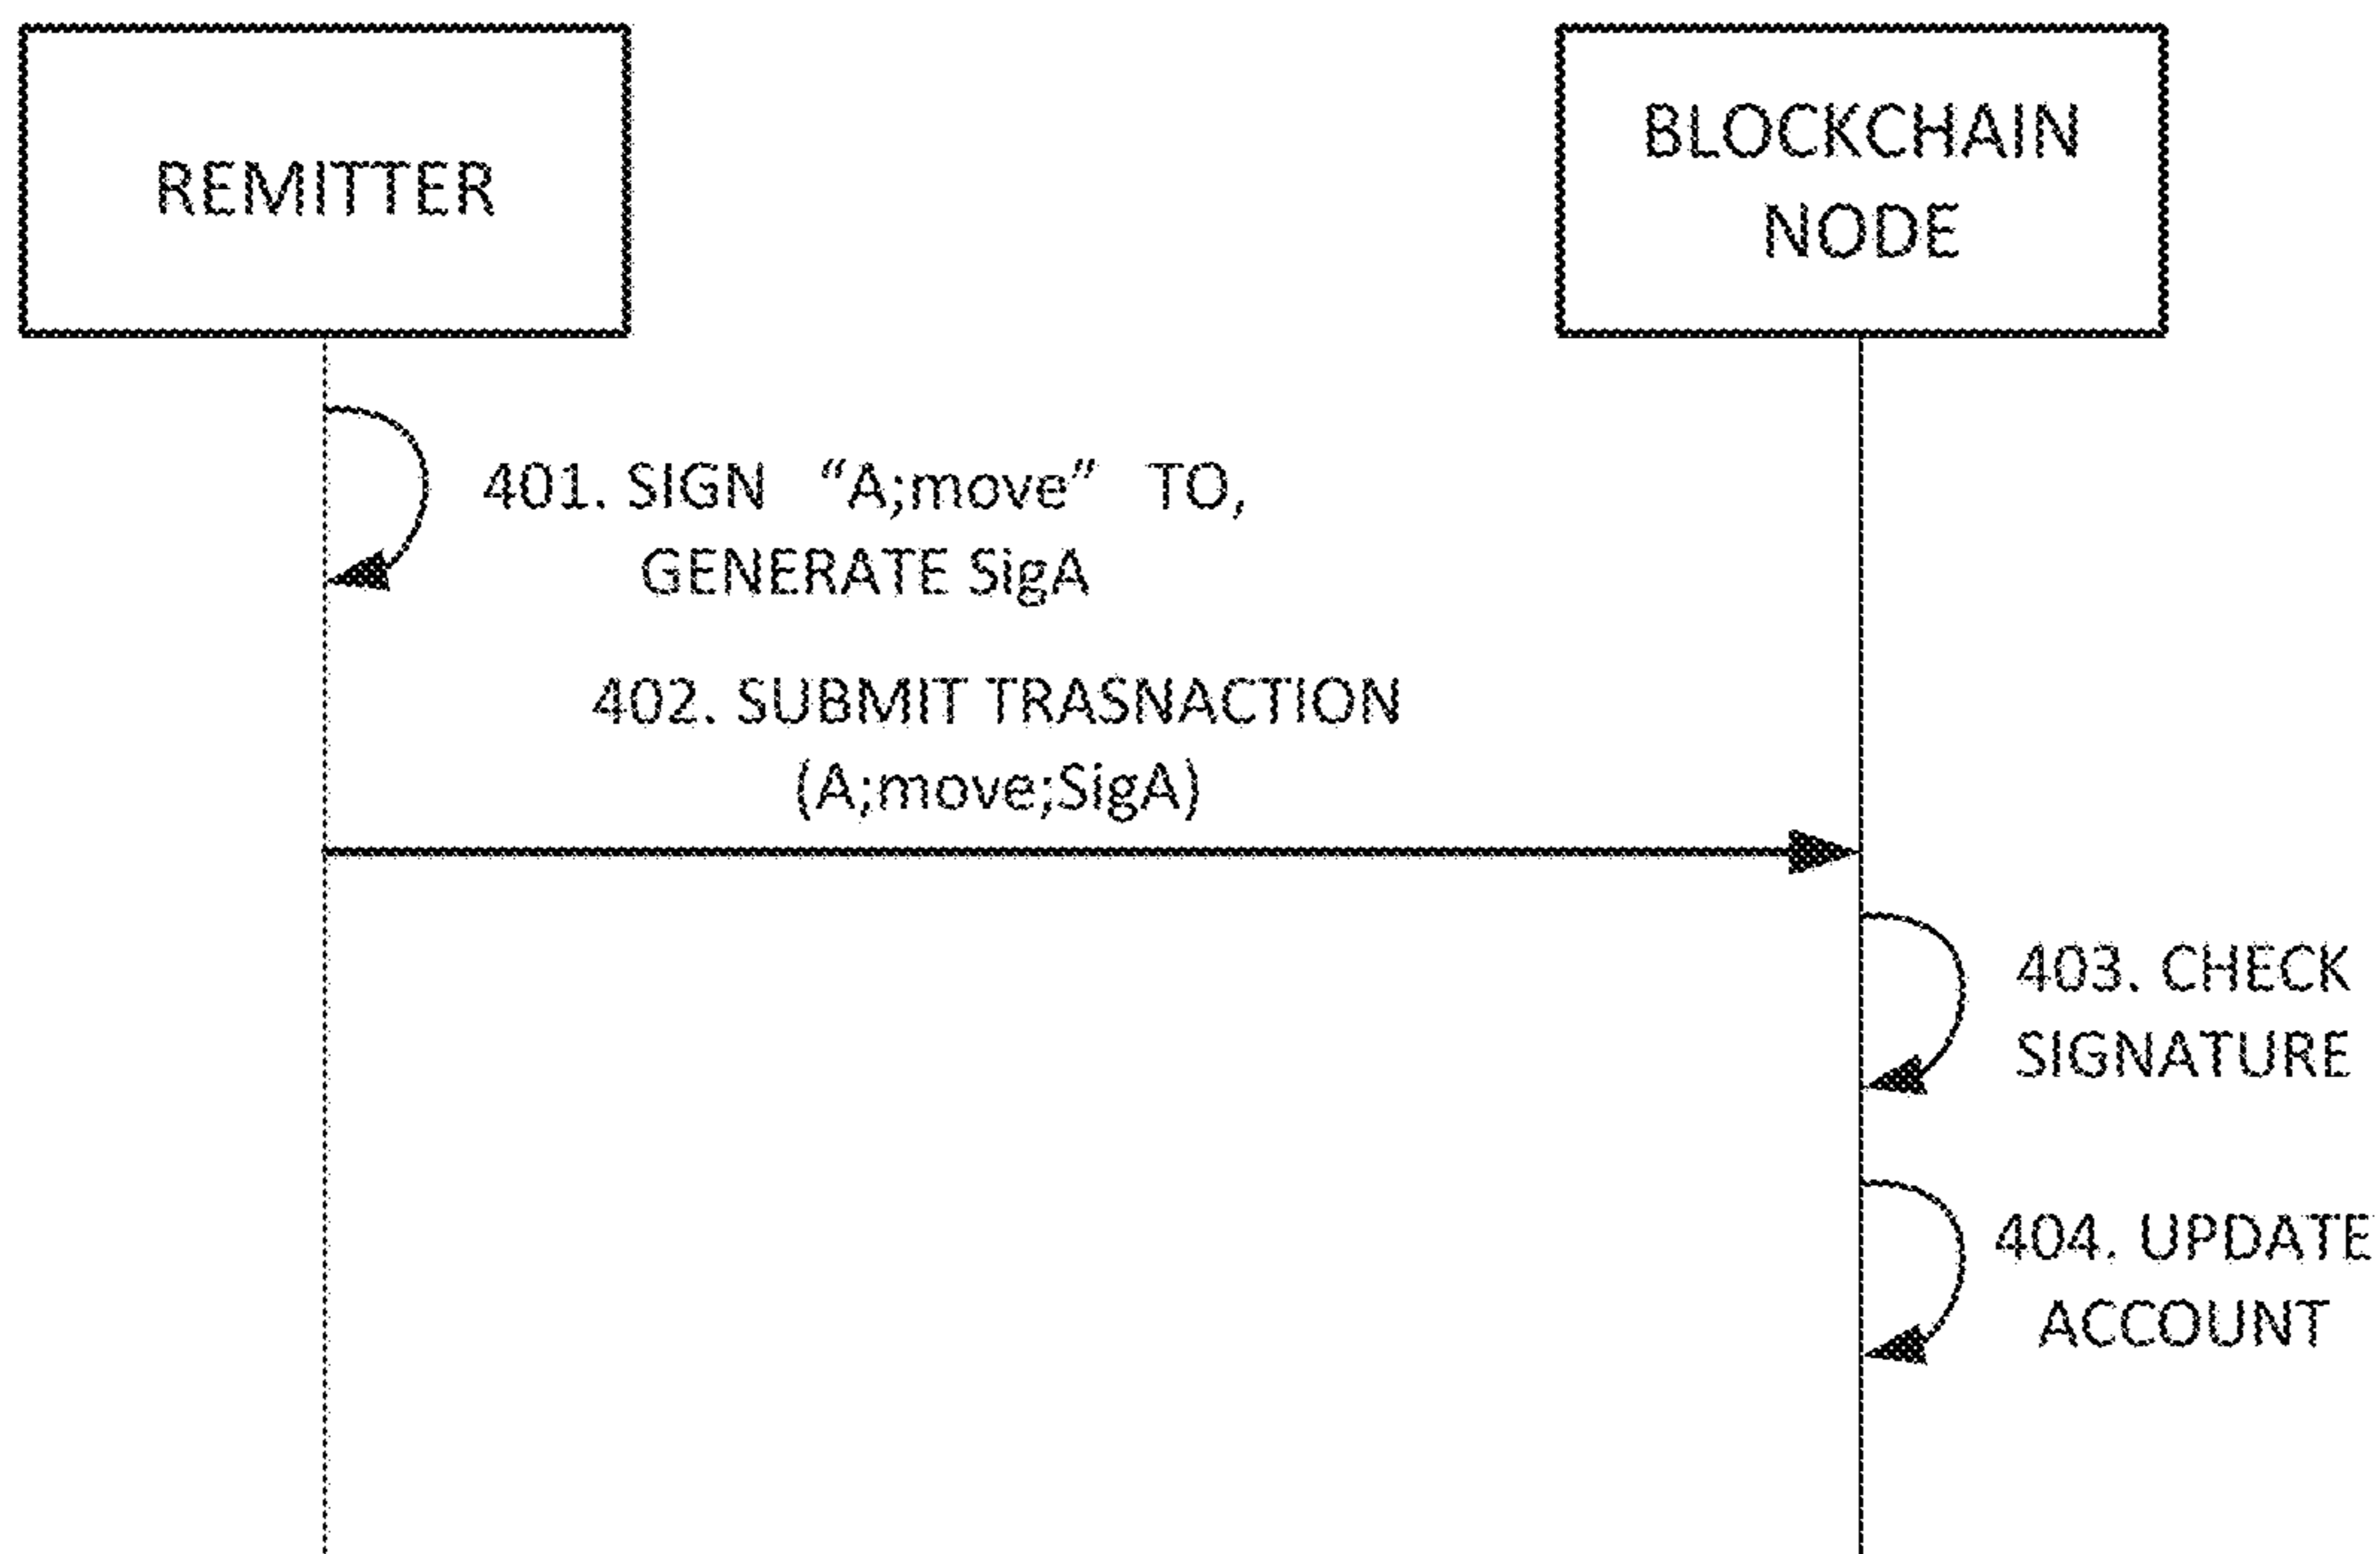 REMITTER
BLOCKCHAIN
NODE
401. SIGN “A;move” TO,
GENERATE SigA
402. SUBMIT TRASNACTION
(A;move;SigA)
403. CHECK
SIGNATURE
404. UPDATE
ACCOUNT